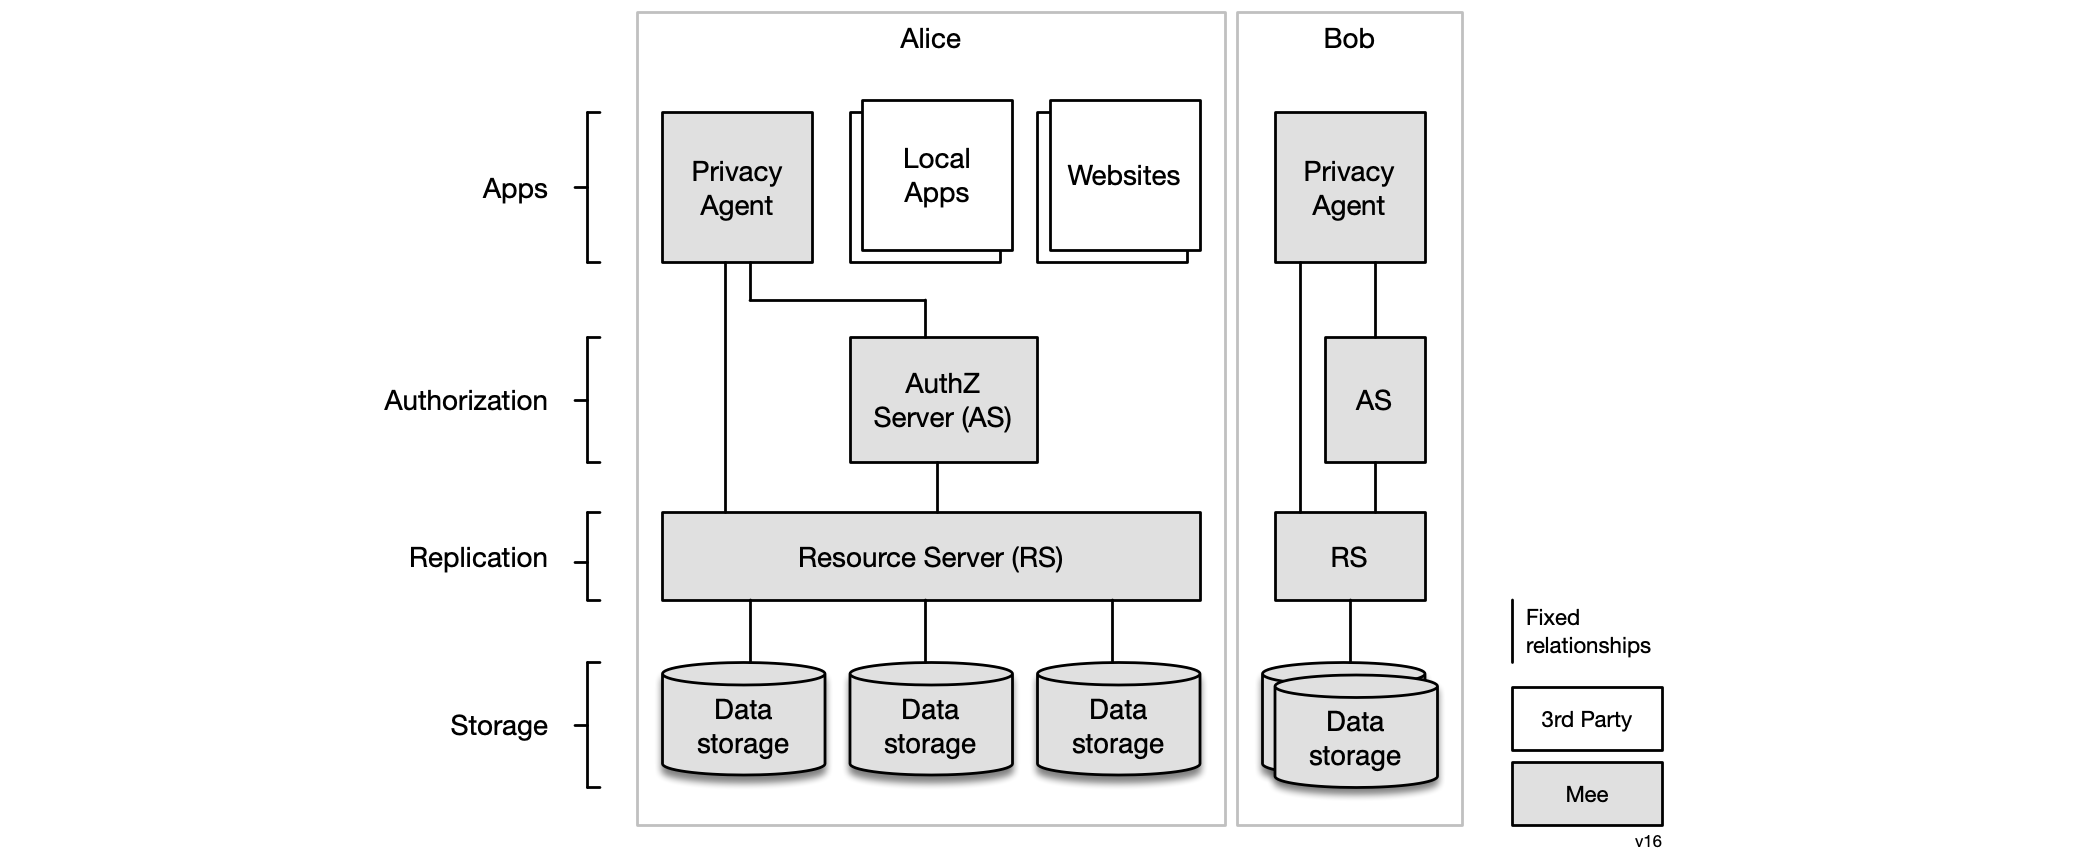 Alice
Bob
Apps
Privacy
Agent
Local
Apps
Websites
Privacy
Agent
Authorization
AuthZ
Server (AS)
AS
Replication
Resource Server (RS)
RS
Storage
Data
storage
Data
storage
Data
storage
Data
storage
Fixed
relationships
3rd Party
Mee
v16